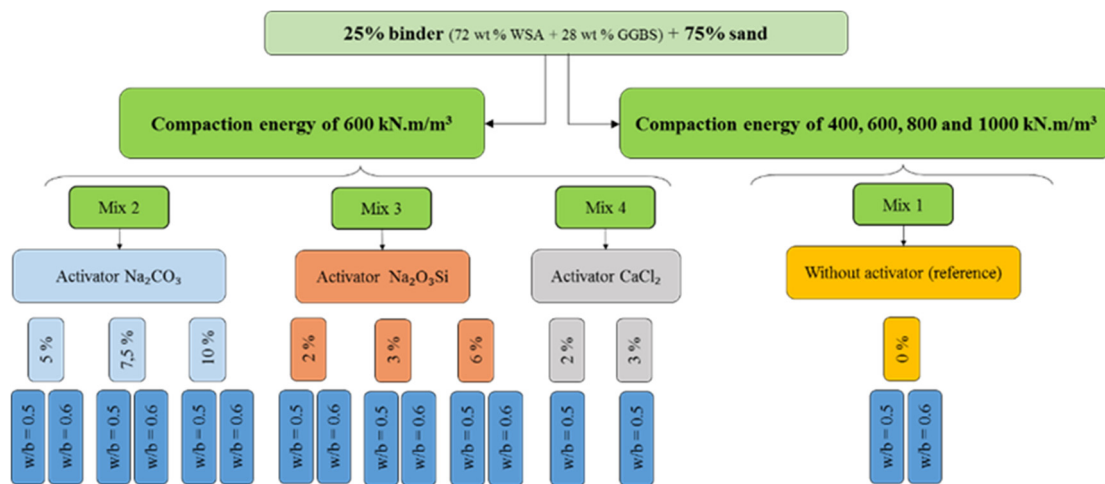 25% binder (72 wt % WSA + 28 wt % GGBS) + 75% sand
Compaction energy of 600 kN.m/m³
Compaction energy of 400, 600, 800 and 1000 kN.m/m³
Mix 2
Mix 3
Mix 4
Mix 1
Activator Na₂CO₃
Activator Na₂O₃Si
Activator CaCl₂
Without activator (reference)
5 %
7,5 %
10 %
2 %
3 %
6 %
2 %
3 %
0 %
w/b = 0.5
w/b = 0.6
w/b = 0.5
w/b = 0.6
w/b = 0.5
w/b = 0.6
w/b = 0.5
w/b = 0.6
w/b = 0.5
w/b = 0.6
w/b = 0.5
w/b = 0.6
w/b = 0.5
w/b = 0.5
w/b = 0.5
w/b = 0.6